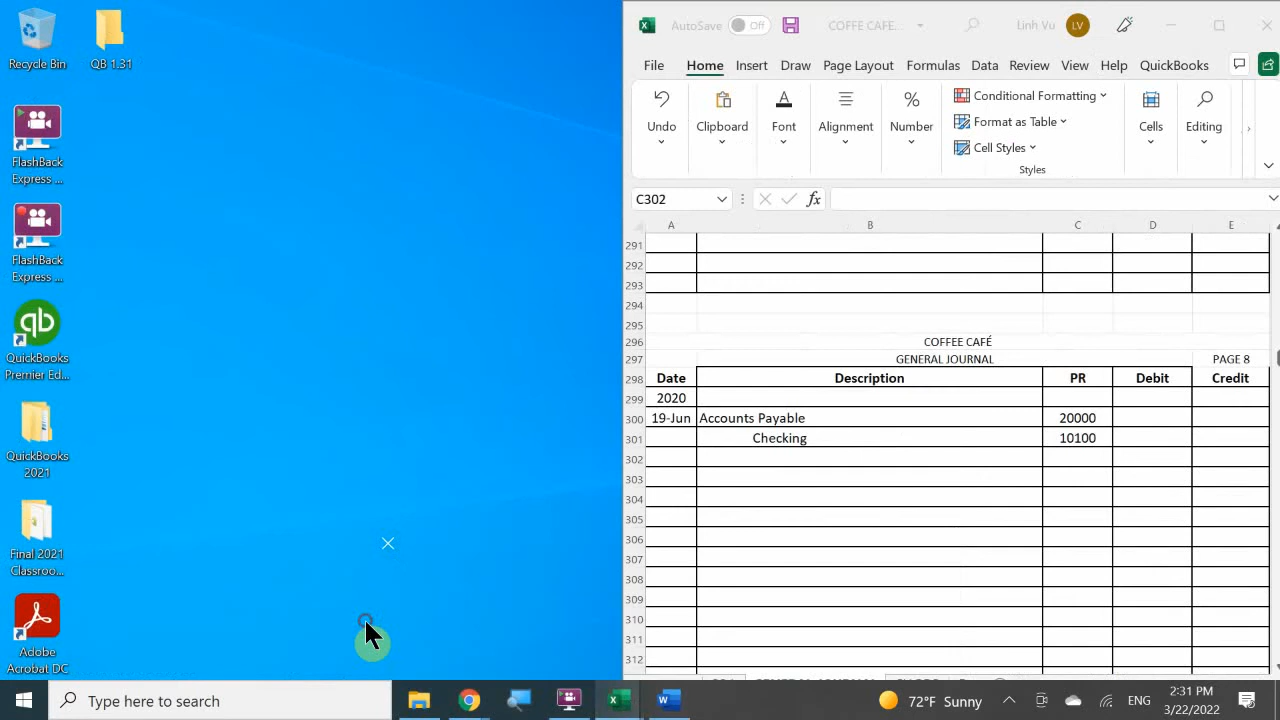 Recycle Bin
QB 1.31
FlashBack
Express ...
FlashBack
Express ...
qb
QuickBooks
Premier Ed...
QuickBooks
2021
Final 2021
Classroo...
Adobe
Acrobat DC
AutoSave Off COFFE CAFE... Linh Vu LV
File Home Insert Draw Page Layout Formulas Data Review View Help QuickBooks
Undo Clipboard Font Alignment Number Cells Editing
Conditional Formatting
Format as Table
Cell Styles
Styles
C302 fx
A B C D E
291
292
293
294
295
296 COFFEE CAFÉ
297 GENERAL JOURNAL PAGE 8
298 Date Description PR Debit Credit
299 2020
300 19-Jun Accounts Payable 20000
301 Checking 10100
302
303
304
305
306
307
308
309
310
311
312
Type here to search
72°F Sunny
ENG
2:31 PM
3/22/2022